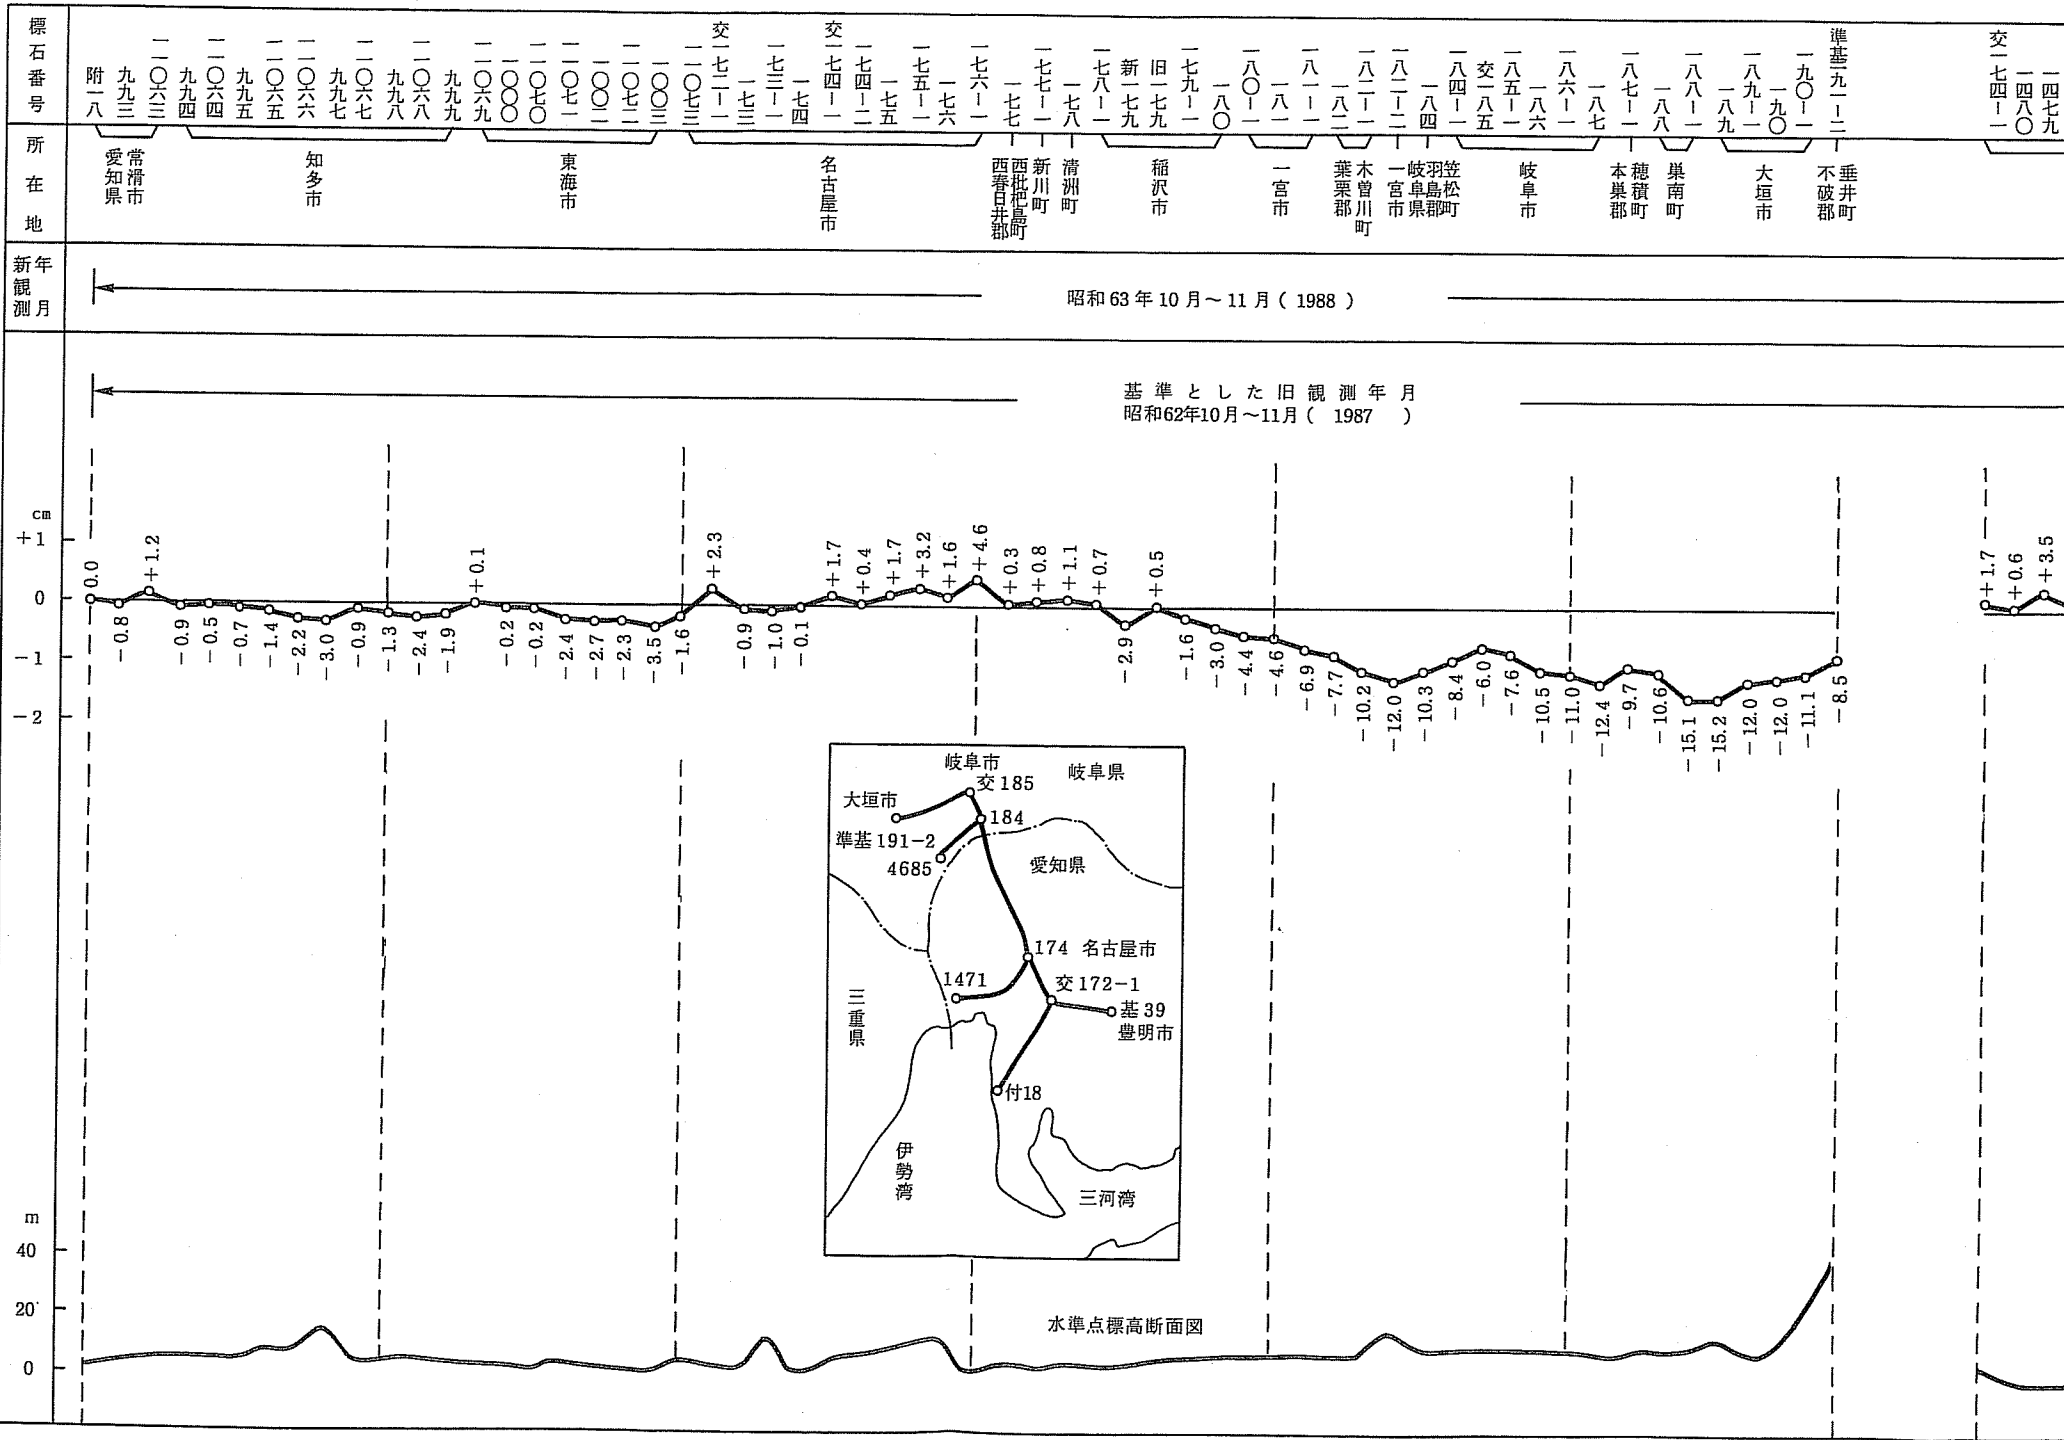 標石番号
附一八
九九三
一一〇六三
九九四
一一〇六四
九九五
一一〇六五
一一〇六六
九九七
一一〇六七
九九八
一一〇六八
九九九
一一〇六九
一〇〇〇
一一〇七〇
一一〇七一
一〇〇二
一一〇七二
一〇〇三
一一〇七三
交一七二ー一
一七三
一七三ー一
一七四
交一七四ー一
一七四ー二
一七五
一七五ー一
一七六
一七六ー一
一七七
一七七ー一
一七八
一七八ー一
新一七九
旧一七九
一七九ー一
一八〇
一八〇ー一
一八一
一八一ー一
一八二
一八二ー一
一八二ー二
一八四
一八四ー一
交一八五
一八五ー一
一八六
一八六ー一
一八七
一八七ー一
一八八
一八八ー一
一八九
一八九ー一
一九〇
一九〇ー一
準基一九一ー二
交一七四ー一
一四八〇
一四七九
所在地
愛知県
常滑市
知多市
東海市
名古屋市
西春日井郡
西枇杷島町
新川町
清洲町
稲沢市
一宮市
葉栗郡
木曽川町
一宮市
岐阜県
羽島郡
笠松町
岐阜市
本巣郡
穂積町
巣南町
大垣市
不破郡
垂井町
新観測
年月
昭和63年10月～11月（1988）
基準とした旧観測年月
昭和62年10月～11月（ 1987 ）
cm
+1
0
-1
-2
0.0
-0.8
+1.2
-0.9
-0.5
-0.7
-1.4
-2.2
-3.0
-0.9
-1.3
-2.4
-1.9
+0.1
-0.2
-0.2
-2.4
-2.7
-2.3
-3.5
-1.6
+2.3
-0.9
-1.0
-0.1
+1.7
+0.4
+1.7
+3.2
+1.6
+4.6
+0.3
+0.8
+1.1
+0.7
-2.9
+0.5
-1.6
-3.0
-4.4
-4.6
-6.9
-7.7
-10.2
-12.0
-10.3
-8.4
-6.0
-7.6
-10.5
-11.0
-12.4
-9.7
-10.6
-15.1
-15.2
-12.0
-12.0
-11.1
-8.5
+1.7
+0.6
+3.5
岐阜市
岐阜県
交185
大垣市
184
準基191-2
4685
愛知県
174 名古屋市
1471
交172-1
三重県
基39
豊明市
付18
伊勢湾
三河湾
m
40
20
0
水準点標高断面図